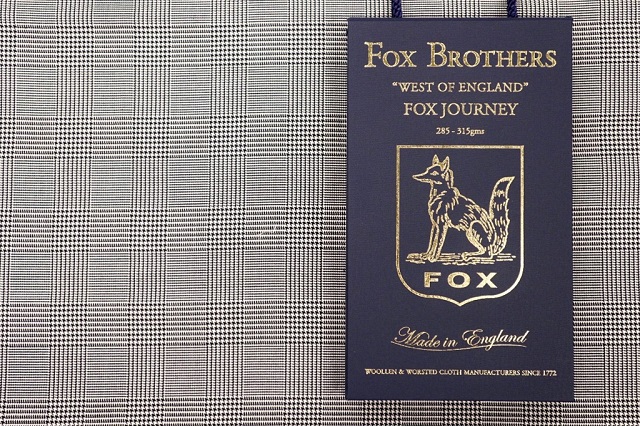 FOX BROTHERS
"WEST OF ENGLAND"
FOX JOURNEY
285 - 315gms
FOX
Made in England
WOOLLEN & WORSTED CLOTH MANUFACTURERS SINCE 1772